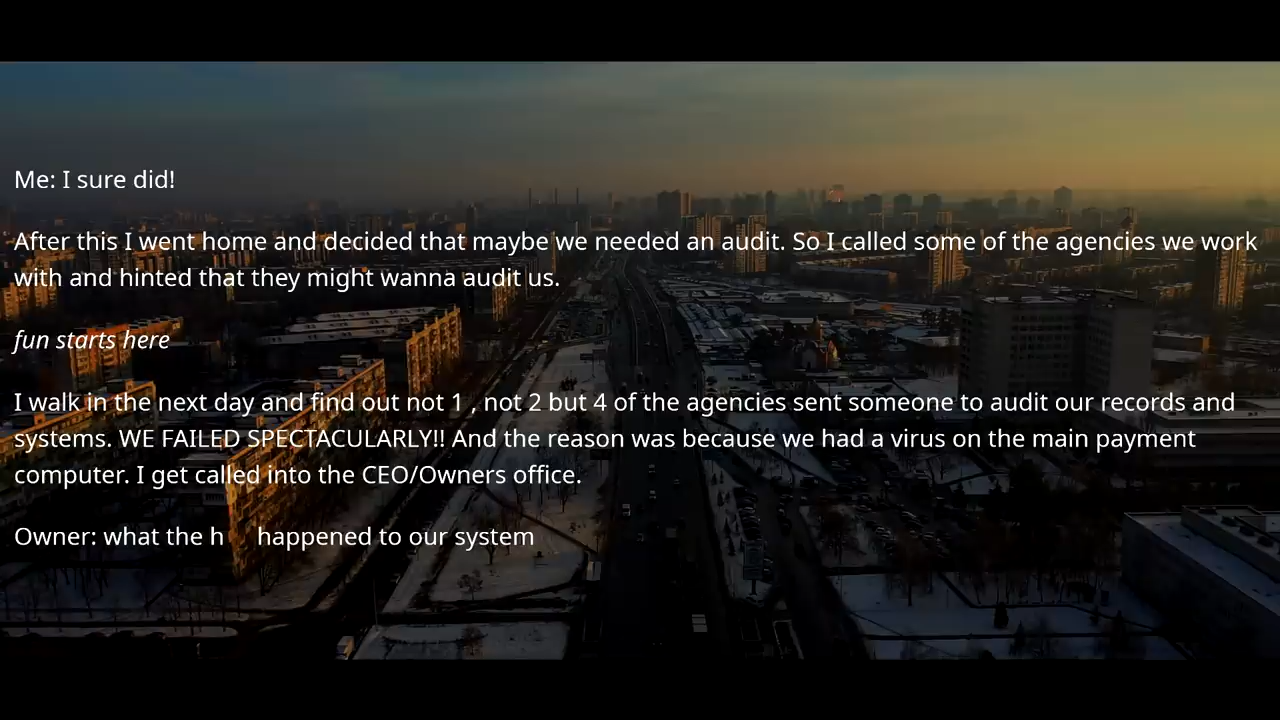 Me: I sure did!
After this I went home and decided that maybe we needed an audit. So I called some of the agencies we work
with and hinted that they might wanna audit us.
fun starts here
I walk in the next day and find out not 1 , not 2 but 4 of the agencies sent someone to audit our records and
systems. WE FAILED SPECTACULARLY!! And the reason was because we had a virus on the main payment
computer. I get called into the CEO/Owners office.
Owner: what the h happened to our system